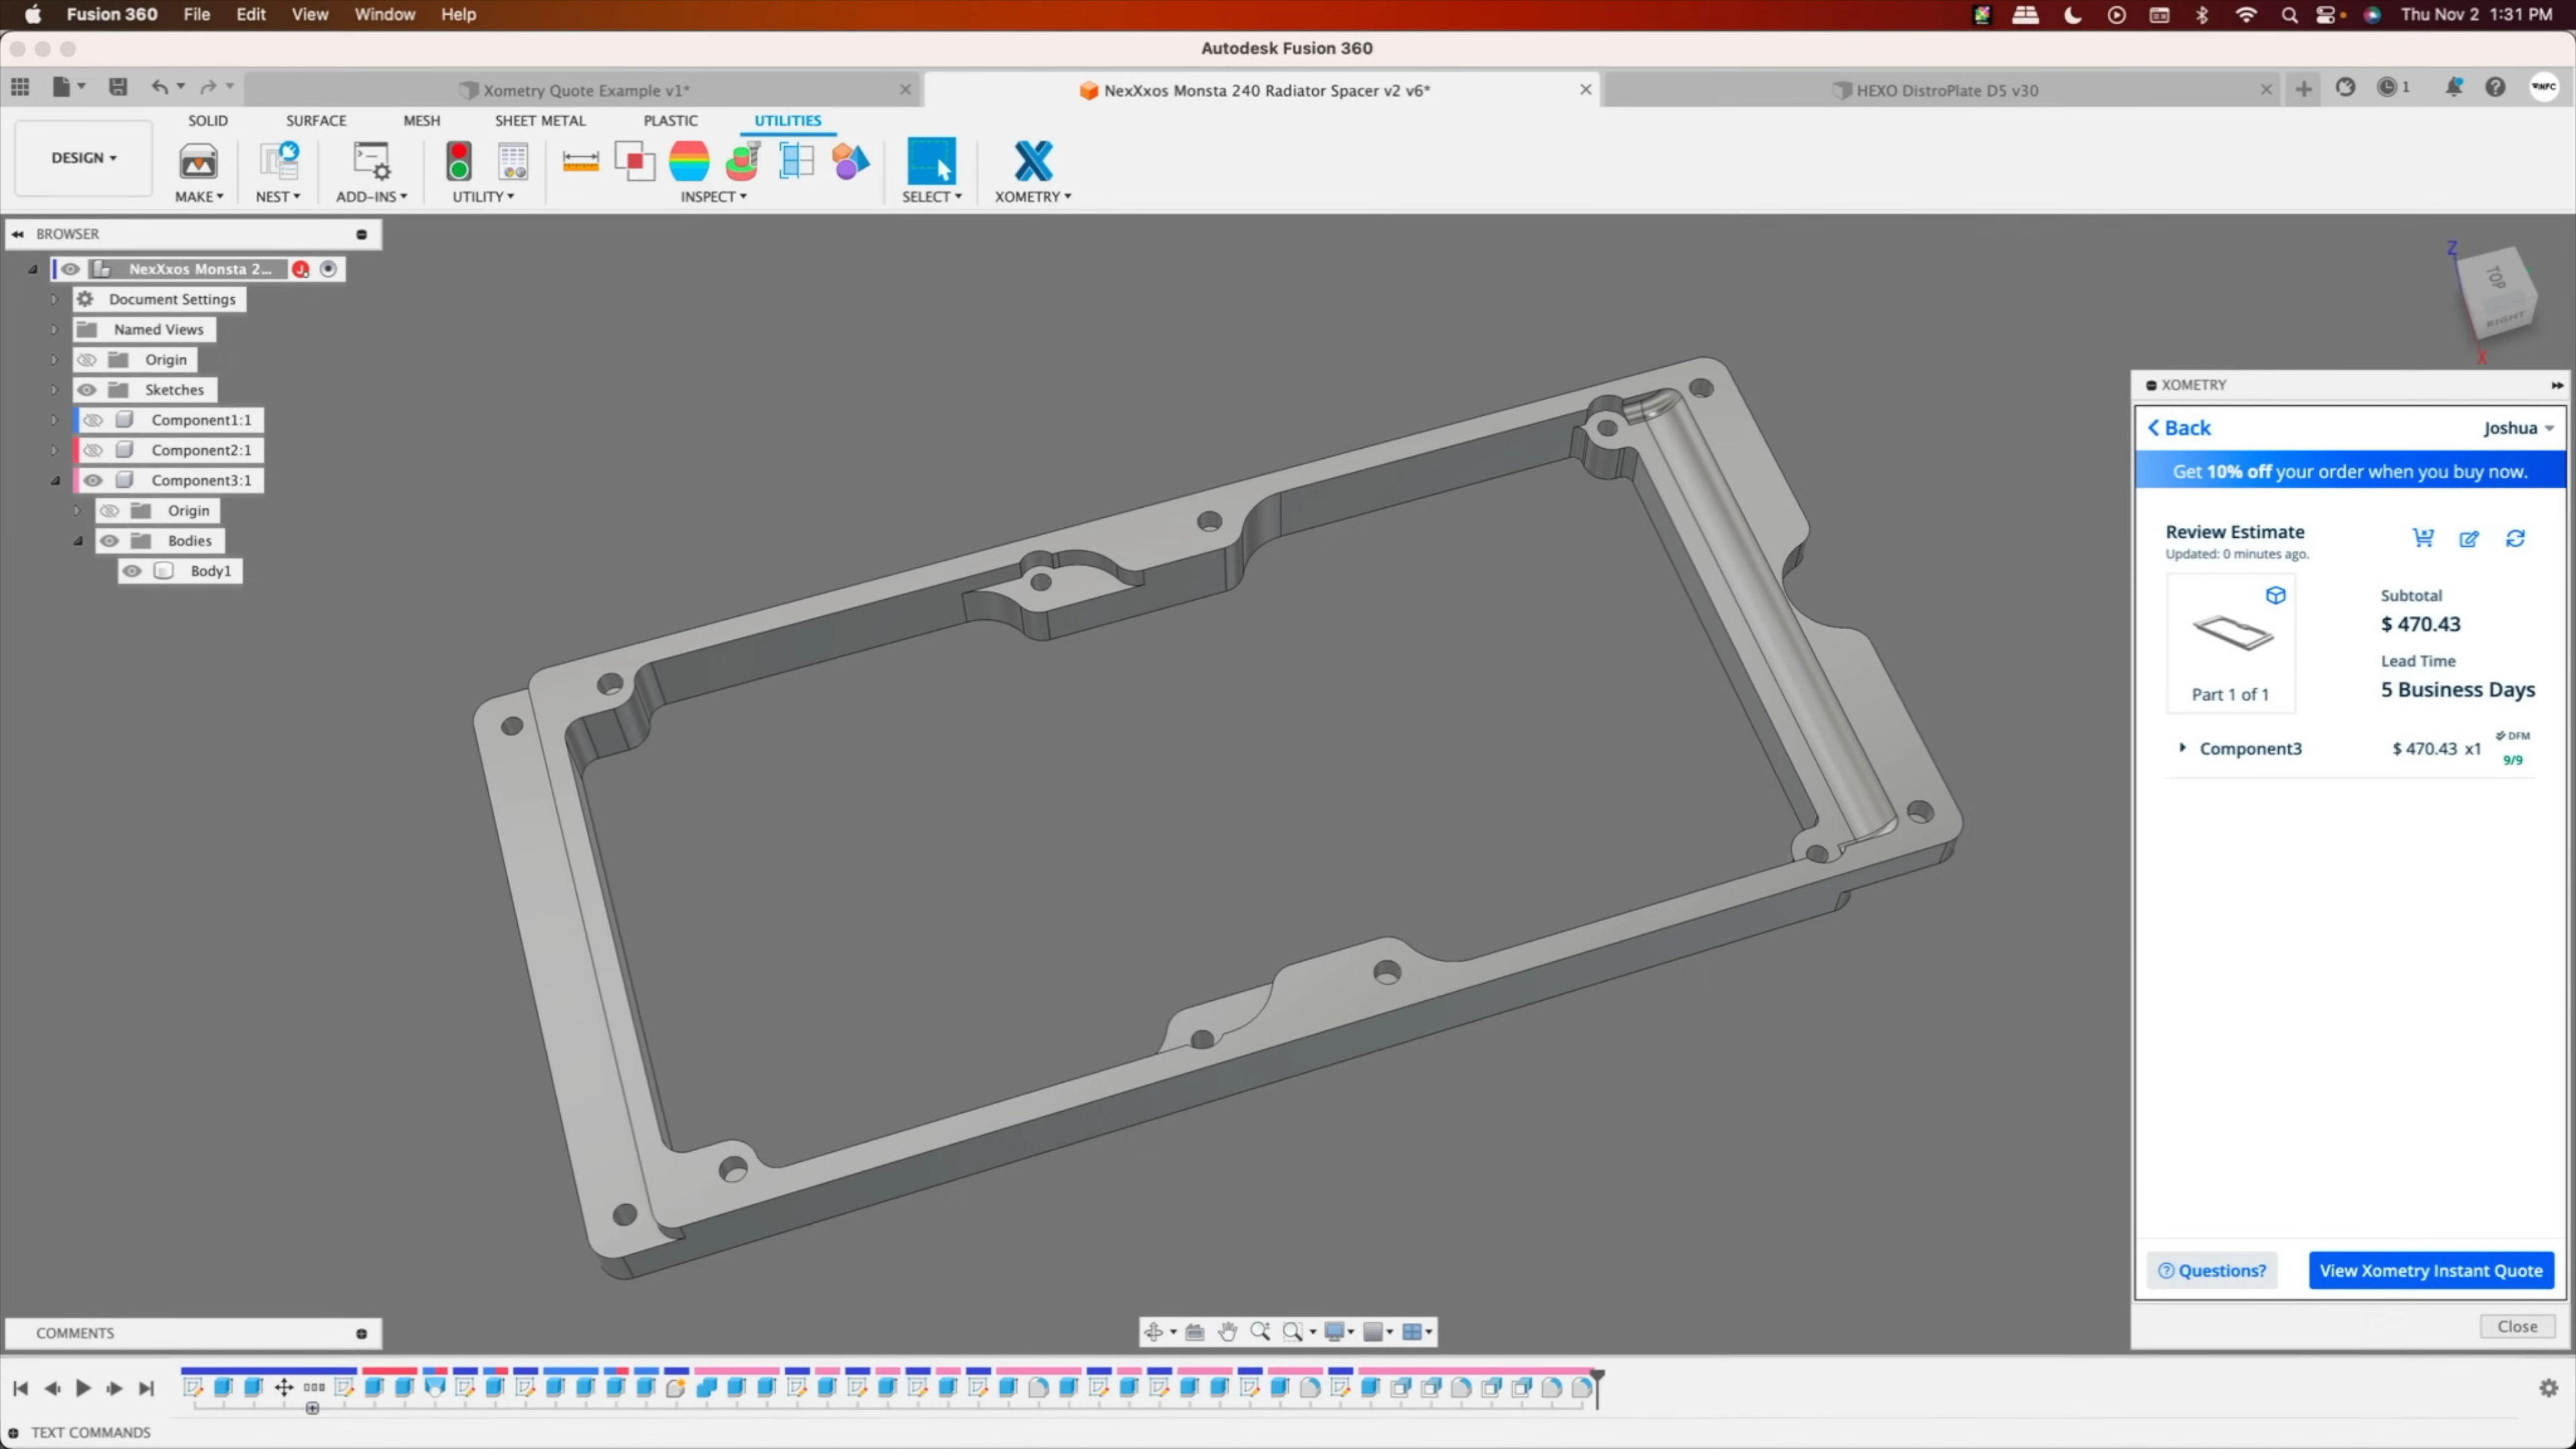 Fusion 360 File Edit View Window Help Thu Nov 2 1:31 PM
Autodesk Fusion 360
Xometry Quote Example v1* NexXxos Monsta 240 Radiator Spacer v2 v6* HEXO DistroPlate D5 v30 1
SOLID SURFACE MESH SHEET METAL PLASTIC UTILITIES
DESIGN
MAKE NEST ADD-INS UTILITY INSPECT SELECT XOMETRY
BROWSER
NexXxos Monsta 2...
Document Settings
Named Views
Origin
Sketches
Component1:1
Component2:1
Component3:1
Origin
Bodies
Body1
Z
TOP
RIGHT
X
XOMETRY
Back Joshua
Get 10% off your order when you buy now.
Review Estimate
Updated: 0 minutes ago.
Subtotal
$ 470.43
Lead Time
5 Business Days
Part 1 of 1
Component3 $ 470.43 x1 DFM
9/9
Questions? View Xometry Instant Quote
Close
COMMENTS
TEXT COMMANDS